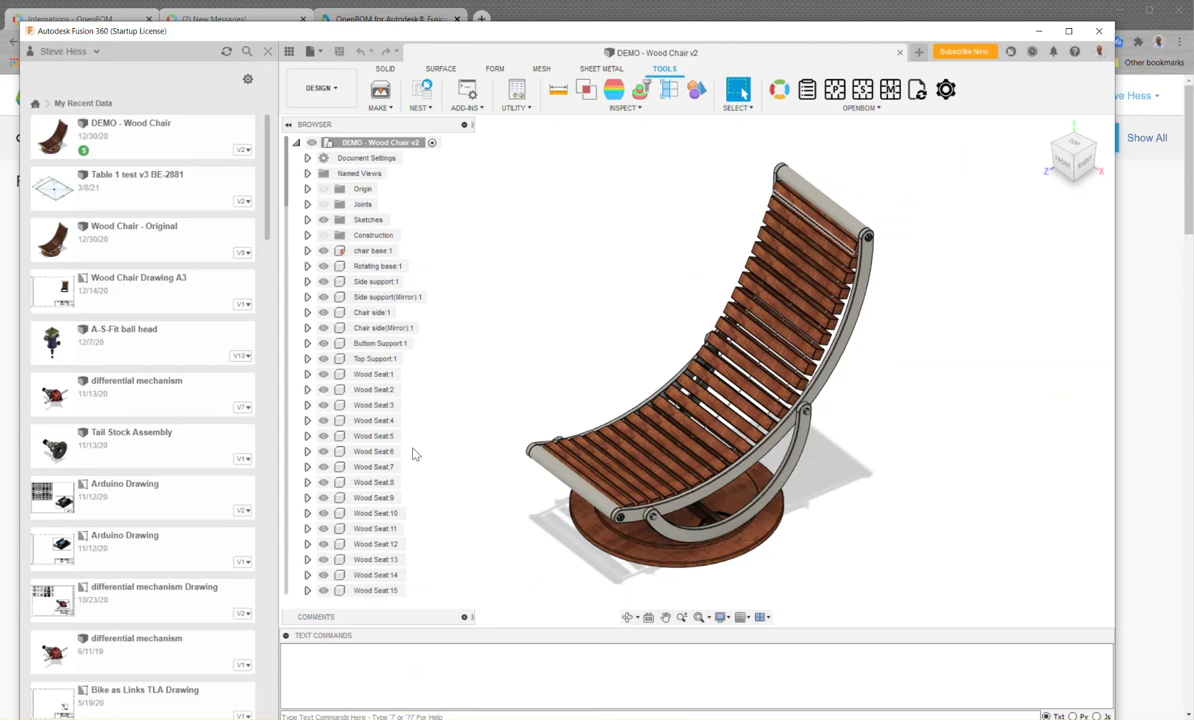 Integrations - OpenBOM
(2) New Messages!
OpenBOM for Autodesk® Fusion
Other bookmarks
Autodesk Fusion 360 (Startup License)
Steve Hess
DEMO - Wood Chair v2
Subscribe Now.
SOLID
SURFACE
FORM
MESH
SHEET METAL
TOOLS
DESIGN
MAKE
NEST
ADD-INS
UTILITY
INSPECT
SELECT
OPENBOM
My Recent Data
DEMO - Wood Chair
12/30/20
S
V2
Table 1 test v3 BE-2881
3/8/21
V2
Wood Chair - Original
12/30/20
V5
Wood Chair Drawing A3
12/14/20
V1
A-S-Fit ball head
12/7/20
V13
differential mechanism
11/13/20
V7
Tail Stock Assembly
11/13/20
V1
Arduino Drawing
11/12/20
V2
Arduino Drawing
11/12/20
V1
differential mechanism Drawing
10/23/20
V2
differential mechanism
6/11/19
V1
Bike as Links TLA Drawing
5/19/20
V1
BROWSER
DEMO - Wood Chair v2
Document Settings
Named Views
Origin
Joints
Sketches
Construction
chair base:1
Rotating base:1
Side support:1
Side support(Mirror):1
Chair side:1
Chair side(Mirror):1
Buttom Support:1
Top Support:1
Wood Seat:1
Wood Seat:2
Wood Seat:3
Wood Seat:4
Wood Seat:5
Wood Seat:6
Wood Seat:7
Wood Seat:8
Wood Seat:9
Wood Seat:10
Wood Seat:11
Wood Seat:12
Wood Seat:13
Wood Seat:14
Wood Seat:15
FRONT
RIGHT
Z
X
ve Hess
Show All
COMMENTS
TEXT COMMANDS
Type Text Commands Here - Type '?' or '??' For Help
Txt
Py
Js